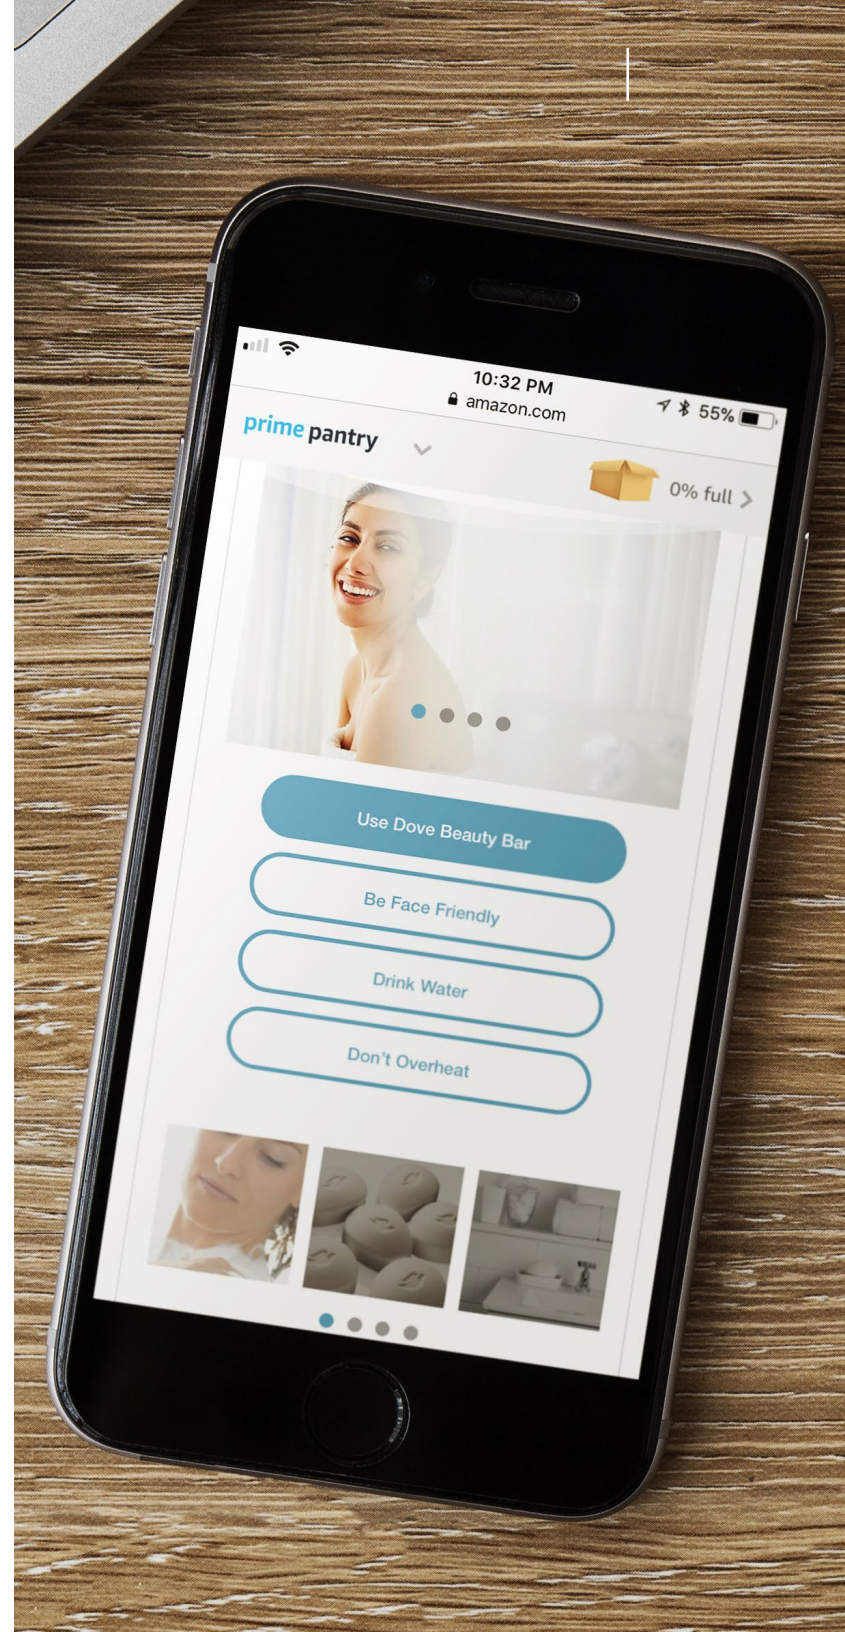 10:32 PM
amazon.com
55%
prime pantry
0% full
Use Dove Beauty Bar
Be Face Friendly
Drink Water
Don't Overheat